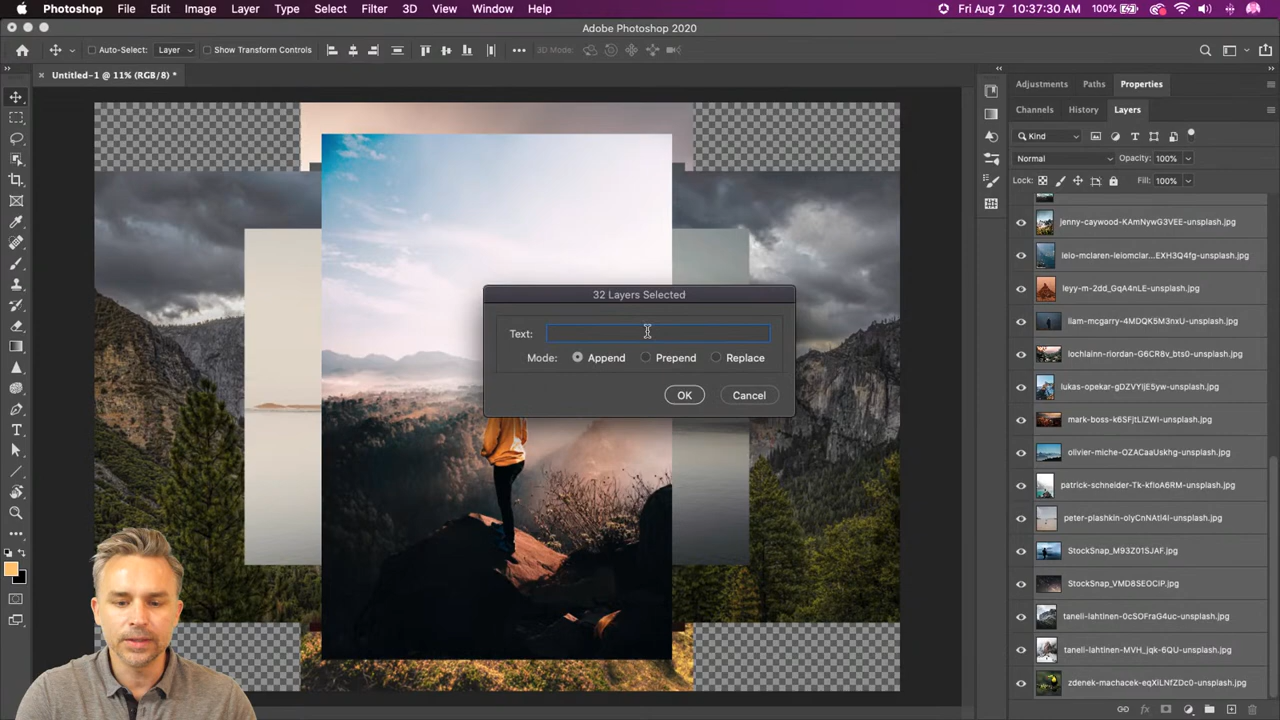 Photoshop File Edit Image Layer Type Select Filter 3D View Window Help 100% Fri Aug 7 10:37:30 AM
Adobe Photoshop 2020
Auto-Select: Layer Show Transform Controls 3D Mode:
Untitled-1 @ 11% (RGB/8) *
Adjustments Paths Properties
Channels History Layers
Kind
Normal Opacity: 100%
Lock: Fill: 100%
jenny-caywood-KAmNywG3VEE-unsplash.jpg
leio-mclaren-leiomclar...EXH3Q4fg-unsplash.jpg
leyy-m-2dd_GqA4nLE-unsplash.jpg
liam-mcgarry-4MDQK5M3nxU-unsplash.jpg
lochlainn-riordan-G6CR8v_bts0-unsplash.jpg
lukas-opekar-gDZVYjlE5yw-unsplash.jpg
mark-boss-k6SFjtLiZWI-unsplash.jpg
olivier-miche-OZACaaUskhg-unsplash.jpg
patrick-schneider-Tk-kfloA6RM-unsplash.jpg
peter-plashkin-olyCnNAtl4I-unsplash.jpg
StockSnap_M93Z01SJAF.jpg
StockSnap_VMD8SEOCIP.jpg
taneli-lahtinen-0cSOFraG4uc-unsplash.jpg
taneli-lahtinen-MVH_jqk-6QU-unsplash.jpg
zdenek-machacek-eqXiLNfZDc0-unsplash.jpg
32 Layers Selected
Text:
Mode: Append Prepend Replace
OK Cancel